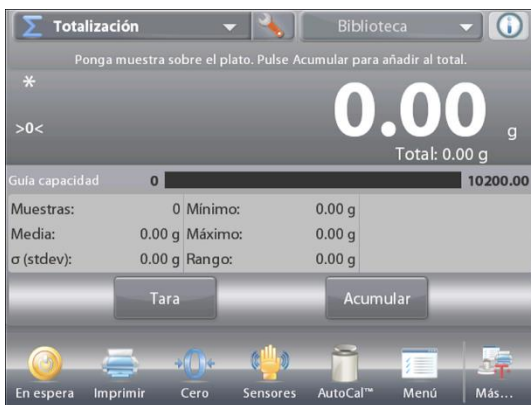 Totalización Biblioteca
Ponga muestra sobre el plato. Pulse Acumular para añadir al total.
*
>0< 0.00 g
Total: 0.00 g
Guía capacidad 0 10200.00
Muestras: 0 Mínimo: 0.00 g
Media: 0.00 g Máximo: 0.00 g
σ (stdev): 0.00 g Rango: 0.00 g
Tara Acumular
En espera Imprimir Cero Sensores AutoCal™ Menú Más...